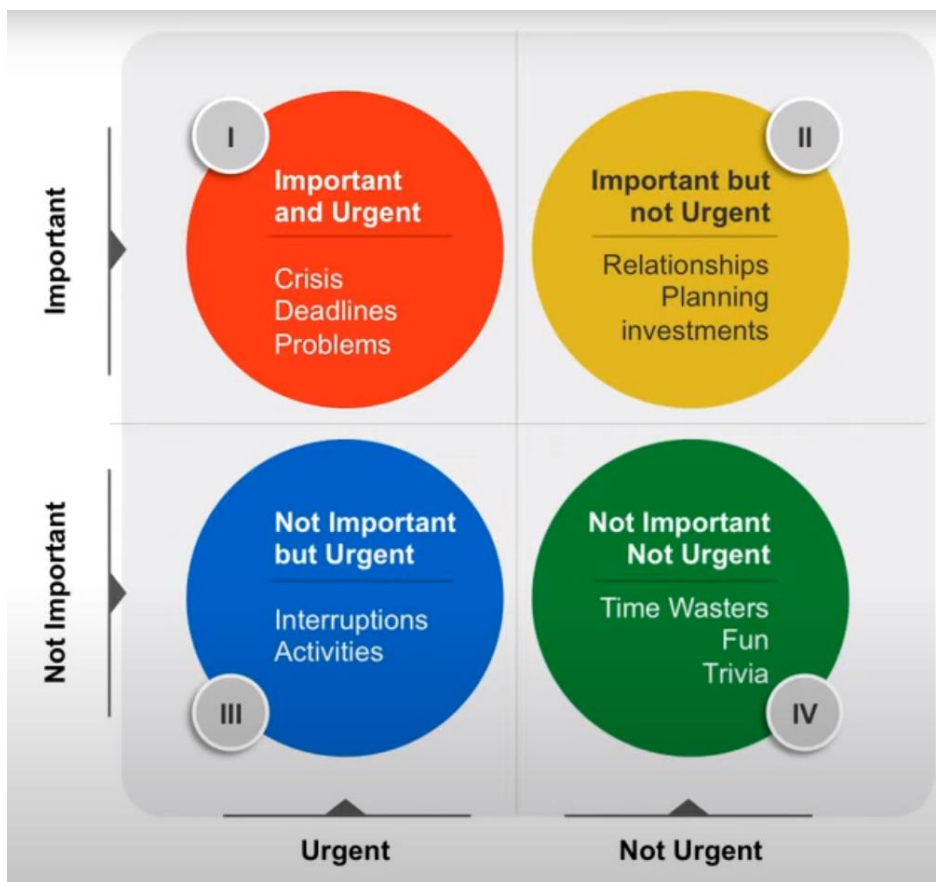 Important
I
Important
and Urgent
Crisis
Deadlines
Problems
II
Important but
not Urgent
Relationships
Planning
investments
Not Important
Not Important
but Urgent
Interruptions
Activities
III
Not Important
Not Urgent
Time Wasters
Fun
Trivia
IV
Urgent
Not Urgent